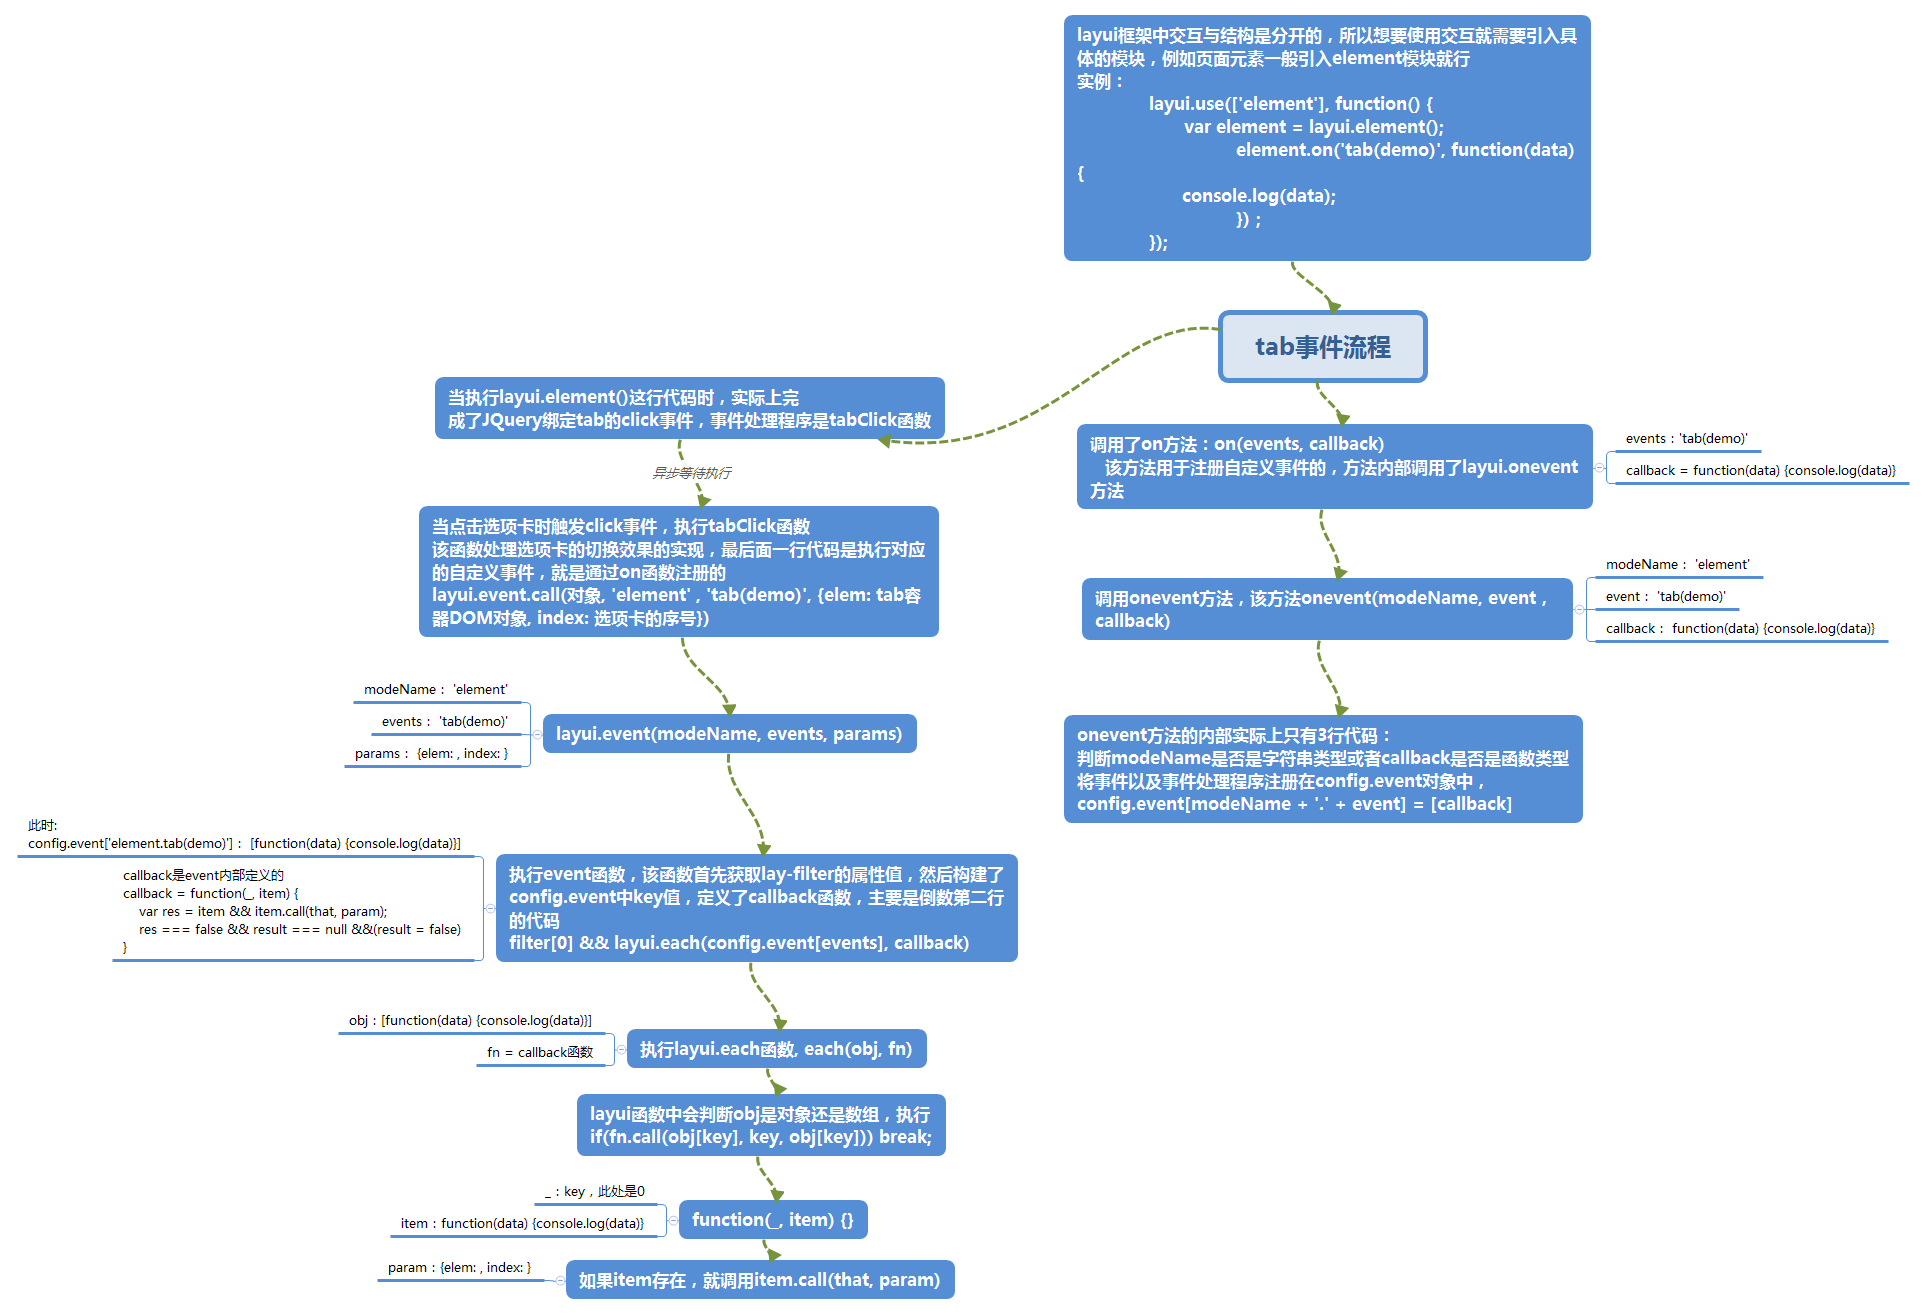 layui框架中交互与结构是分开的，所以想要使用交互就需要引入具
体的模块，例如页面元素一般引入element模块就行
实例：
layui.use(['element'], function() {
var element = layui.element();
element.on('tab(demo)', function(data)
{
console.log(data);
})；
});
tab事件流程
调用了on方法：on(events, callback)
该方法用于注册自定义事件的，方法内部调用了layui.onevent
方法
events：'tab(demo)'
callback = function(data) {console.log(data)}
调用onevent方法，该方法onevent(modeName, event，
callback)
modeName： 'element'
event： 'tab(demo)'
callback： function(data) {console.log(data)}
onevent方法的内部实际上只有3行代码：
判断modeName是否是字符串类型或者callback是否是函数类型
将事件以及事件处理程序注册在config.event对象中，
config.event[modeName + '.' + event] = [callback]
当执行layui.element()这行代码时，实际上完
成了JQuery绑定tab的click事件，事件处理程序是tabClick函数
异步等待执行
当点击选项卡时触发click事件，执行tabClick函数
该函数处理选项卡的切换效果的实现，最后面一行代码是执行对应
的自定义事件，就是通过on函数注册的
layui.event.call(对象, 'element' , 'tab(demo)', {elem: tab容
器DOM对象, index: 选项卡的序号})
modeName： 'element'
events： 'tab(demo)'
params： {elem: , index: }
layui.event(modeName, events, params)
此时:
config.event['element.tab(demo)']： [function(data) {console.log(data)}]
callback是event内部定义的
callback = function(_, item) {
var res = item && item.call(that, param);
res === false && result === null &&(result = false)
}
执行event函数，该函数首先获取lay-filter的属性值，然后构建了
config.event中key值，定义了callback函数，主要是倒数第二行
的代码
filter[0] && layui.each(config.event[events], callback)
obj：[function(data) {console.log(data)}]
fn = callback函数
执行layui.each函数, each(obj, fn)
layui函数中会判断obj是对象还是数组，执行
if(fn.call(obj[key], key, obj[key])) break;
_：key，此处是0
item：function(data) {console.log(data)}
function(_, item) {}
param：{elem: , index: }
如果item存在，就调用item.call(that, param)